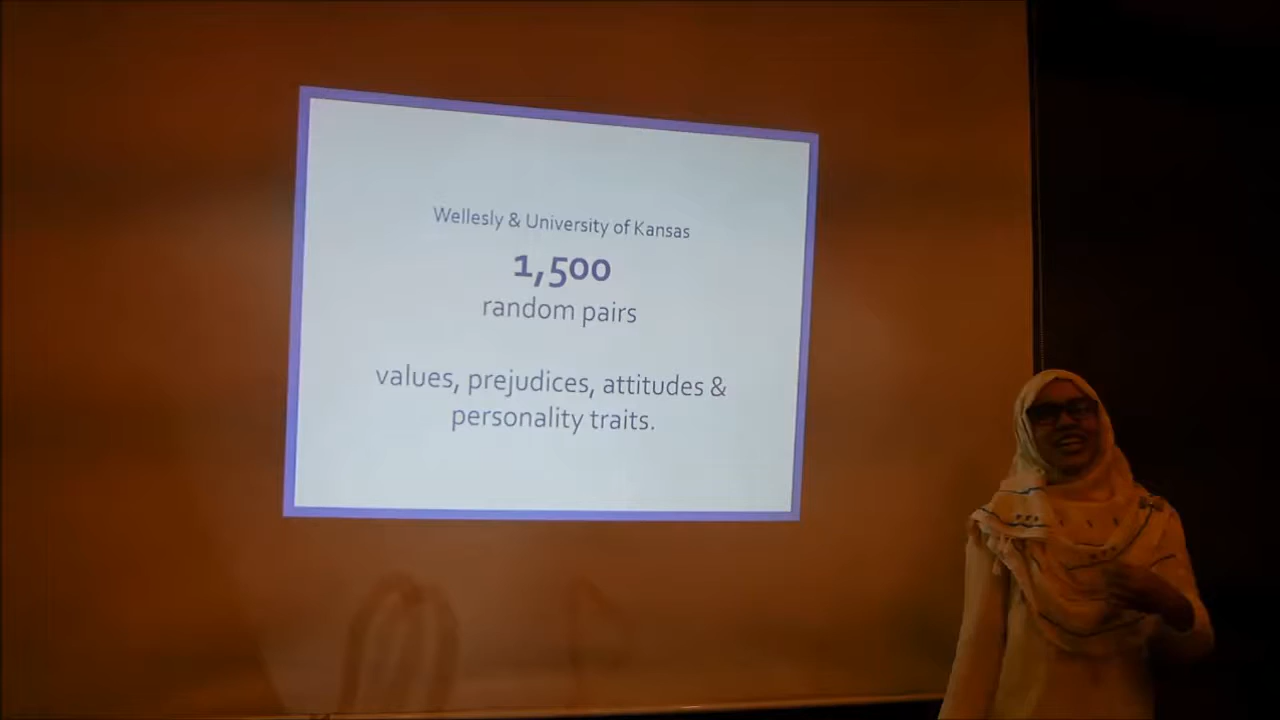 Wellesly & University of Kansas
1,500
random pairs
values, prejudices, attitudes &
personality traits.